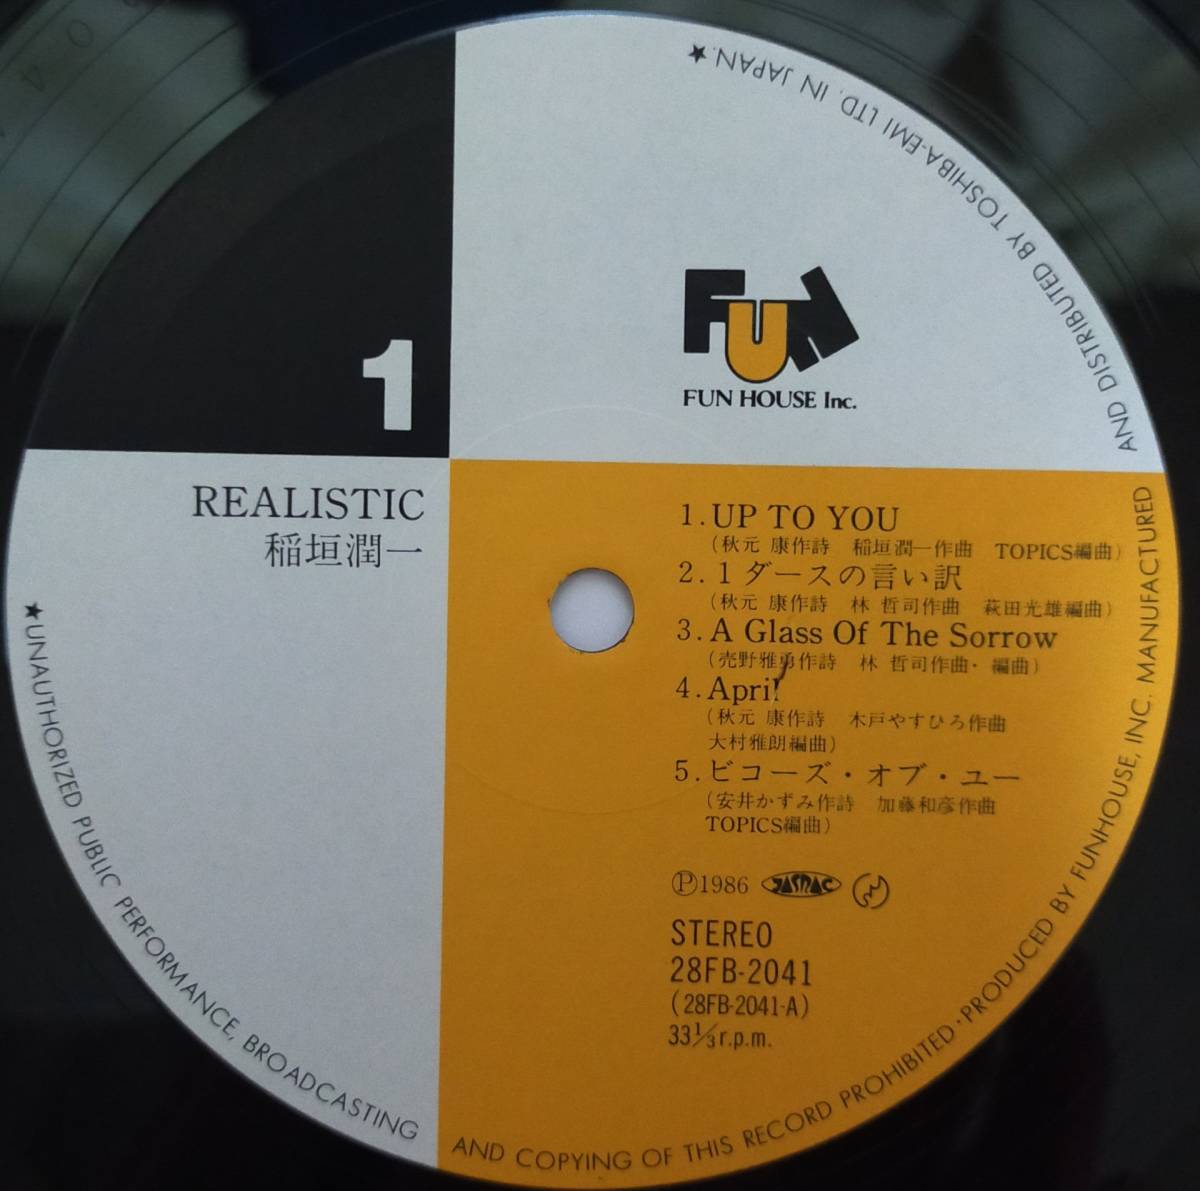 1
FUN
FUN HOUSE Inc.
REALISTIC
稲垣潤一
1. UP TO YOU
(秋元 康作詩 稲垣潤一作曲 TOPICS編曲)
2. 1ダースの言い訳
(秋元 康作詩 林 哲司作曲 萩田光雄編曲)
3. A Glass Of The Sorrow
(売野雅勇作詩 林 哲司作曲・編曲)
4. April
(秋元 康作詩 木戸やすひろ作曲
大村雅朗編曲)
5. ビコーズ・オブ・ユー
(安井かずみ作詩 加藤和彦作曲
TOPICS編曲)
Ⓟ1986 JASRAC
STEREO
28FB-2041
(28FB-2041-A)
33⅓r.p.m.
★UNAUTHORIZED PUBLIC PERFORMANCE, BROADCASTING AND COPYING OF THIS RECORD PROHIBITED・PRODUCED BY FUNHOUSE, INC. MANUFACTURED AND DISTRIBUTED BY TOSHIBA-EMI LTD. IN JAPAN.★